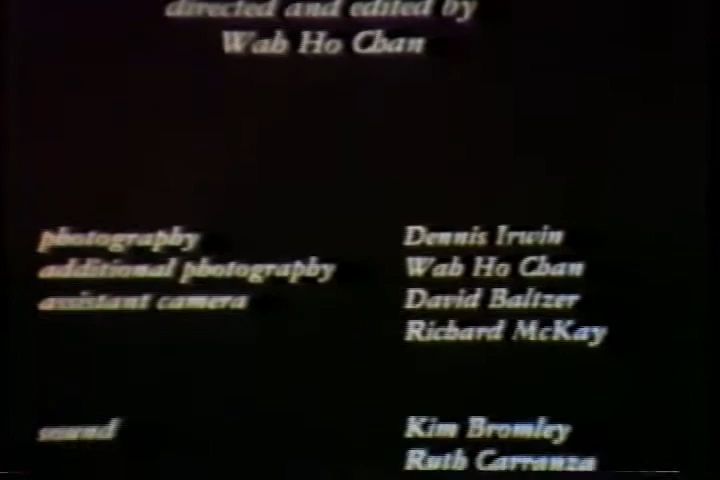 directed and edited by
Wah Ho Chan
photography Dennis Irwin
additional photography Wah Ho Chan
assistant camera David Baltzer
Richard McKay
sound Kim Bromley
Ruth Carranza